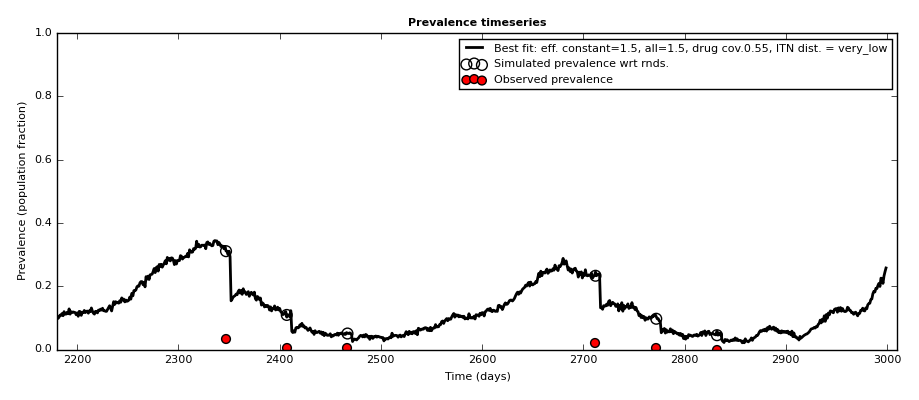 Prevalence timeseries
Best fit: eff. constant=1.5, all=1.5, drug cov.0.55, ITN dist. = very_low
Simulated prevalence wrt rnds.
Observed prevalence
Prevalence (population fraction)
1.0
0.8
0.6
0.4
0.2
0.0
2200 2300 2400 2500 2600 2700 2800 2900 3000
Time (days)